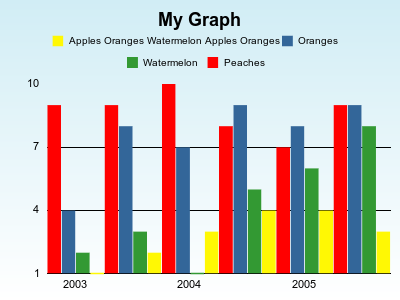 My Graph
Apples Oranges Watermelon Apples Oranges Oranges
Watermelon Peaches
10
7
4
1
2003 2004 2005